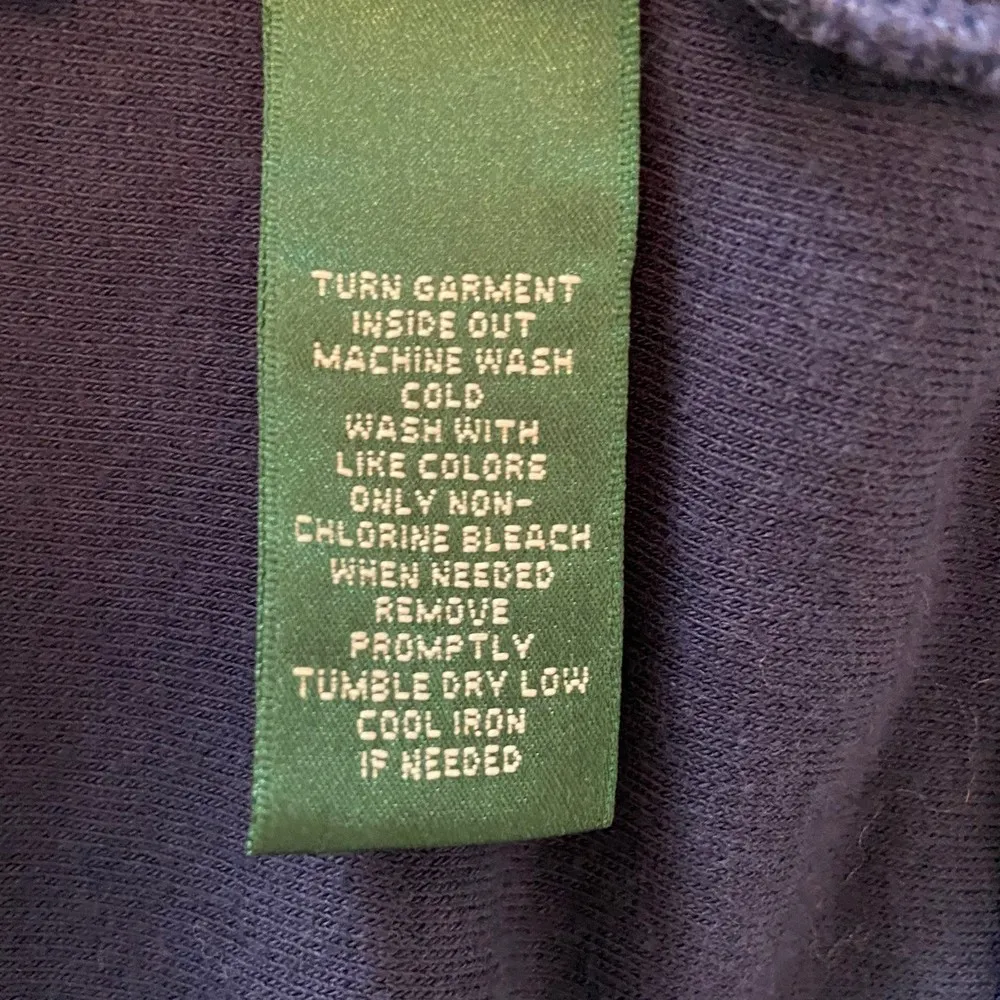 TURN GARMENT
INSIDE OUT
MACHINE WASH
COLD
WASH WITH
LIKE COLORS
ONLY NON-
CHLORINE BLEACH
WHEN NEEDED
REMOVE
PROMPTLY
TUMBLE DRY LOW
COOL IRON
IF NEEDED